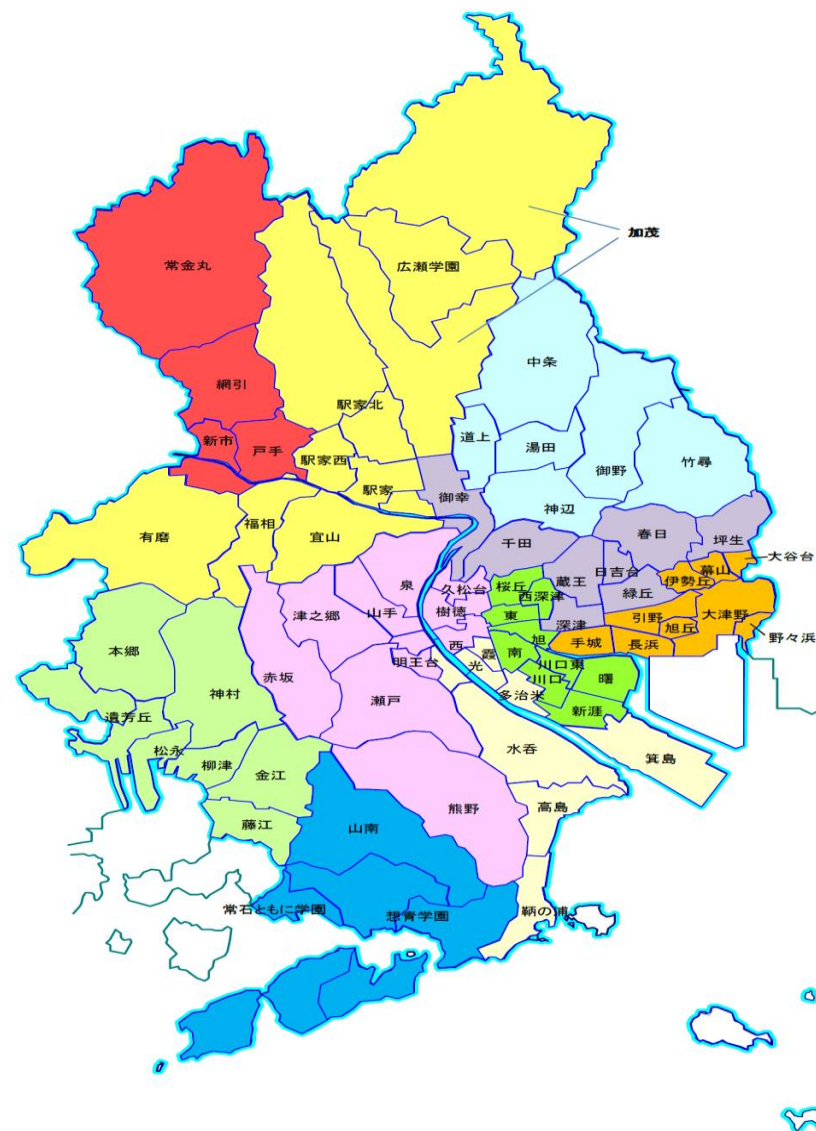 加茂
広瀬学園
常金丸
中条
網引
駅家北
新市
戸手
道上
湯田
御野
竹尋
駅家西
駅家
御幸
神辺
有磨
福相
宜山
千田
春日
坪生
大谷台
幕山
伊勢丘
蔵王
日吉台
緑丘
泉
久松台
桜丘
西深津
津之郷
山手
樹徳
東
深津
引野
旭丘
大津野
野々浜
本郷
赤坂
明王台
西
霞
南
旭
手城
長浜
神村
瀬戸
光
川口東
川口
曙
多治米
新涯
遺芳丘
松永
柳津
金江
水呑
箕島
藤江
山南
熊野
高島
常石ともに学園
想青学園
鞆の浦